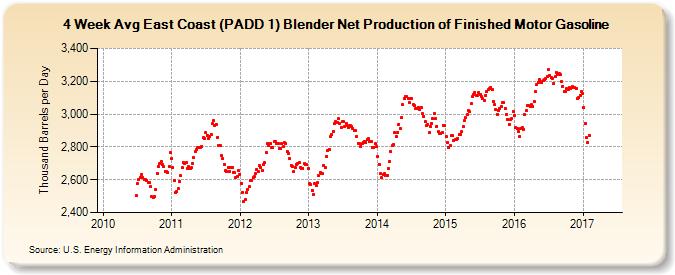 4 Week Avg East Coast (PADD 1) Blender Net Production of Finished Motor Gasoline
Thousand Barrels per Day
3,400
3,200
3,000
2,800
2,600
2,400
2010 2011 2012 2013 2014 2015 2016 2017
Source: U.S. Energy Information Administration